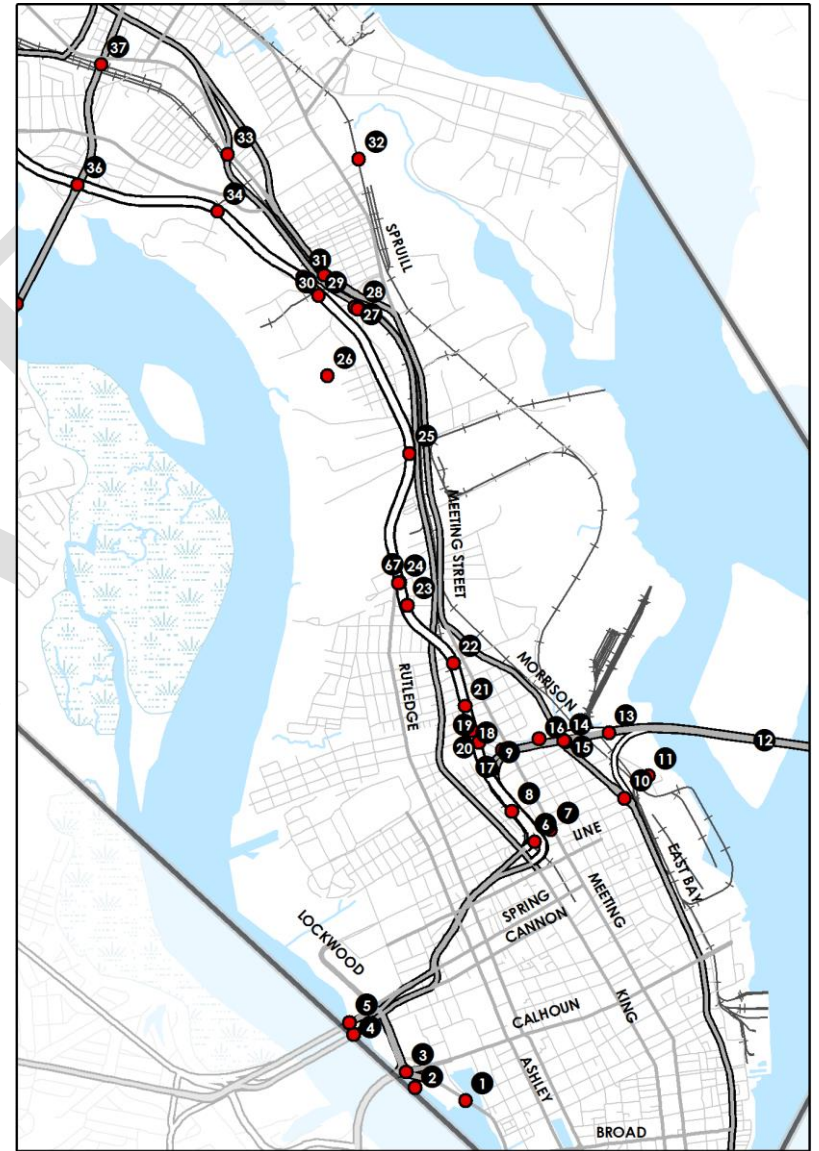 37
33
32
36
34
SPRUILL
31
30
29
28
27
26
25
MEETING STREET
67
24
23
22
RUTLEDGE
MORRISON
21
19
18
16
14
13
12
20
9
15
17
11
10
8
7
6
LINE
EAST BAY
MEETING
SPRING
CANNON
LOCKWOOD
KING
5
4
CALHOUN
3
2
1
ASHLEY
BROAD